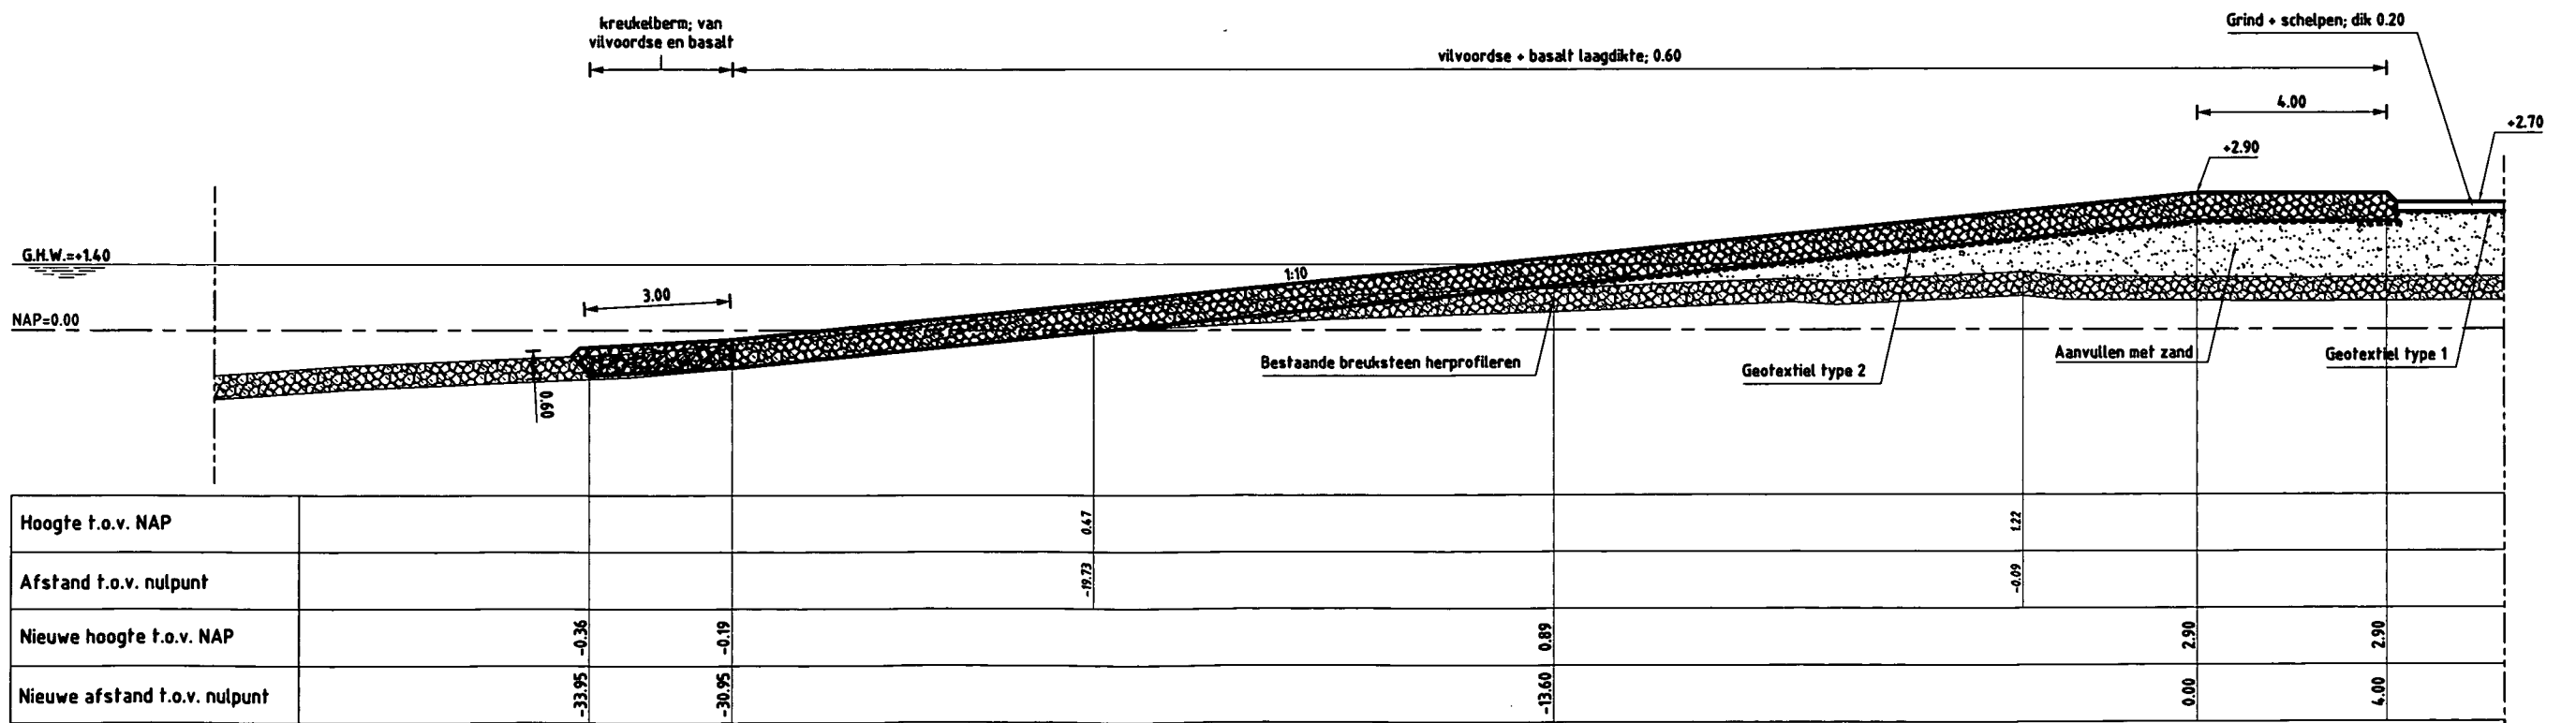 kreukelberm; van
vilvoordse en basalt
Grind + schelpen; dik 0.20
vilvoordse + basalt laagdikte; 0.60
4.00
+2.70
+2.90
G.H.W.=+1.40
1:10
3.00
NAP=0.00
Bestaande breuksteen herprofileren
Geotextiel type 2
Aanvullen met zand
Geotextiel type 1
0.60
Hoogte t.o.v. NAP
0.47
1.22
Afstand t.o.v. nulpunt
-19.73
-0.09
Nieuwe hoogte t.o.v. NAP
-0.36
-0.19
0.89
2.90
2.90
Nieuwe afstand t.o.v. nulpunt
-33.95
-30.95
-13.60
0.00
4.00